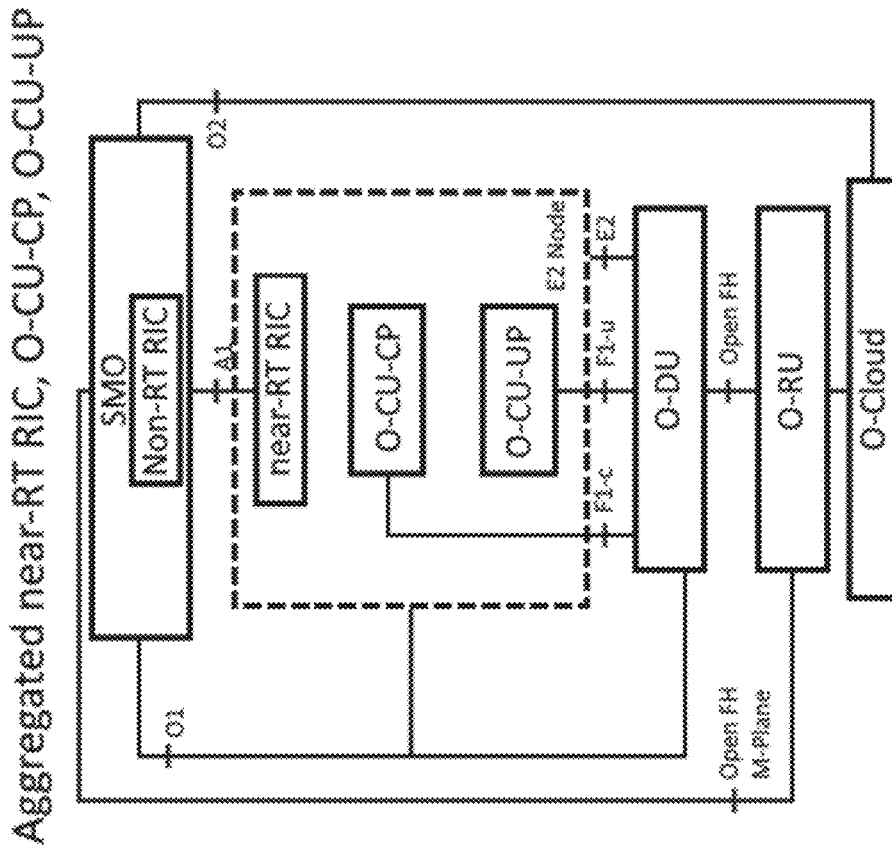 Aggregated near-RT RIC, O-CU-CP, O-CU-UP
SMO
Non-RT RIC
O2
O1
A1
near-RT RIC
O-CU-CP
O-CU-UP
E2 Node
F1-c
F1-u
E2
O-DU
Open FH
O-RU
Open FH
M-Plane
O-Cloud